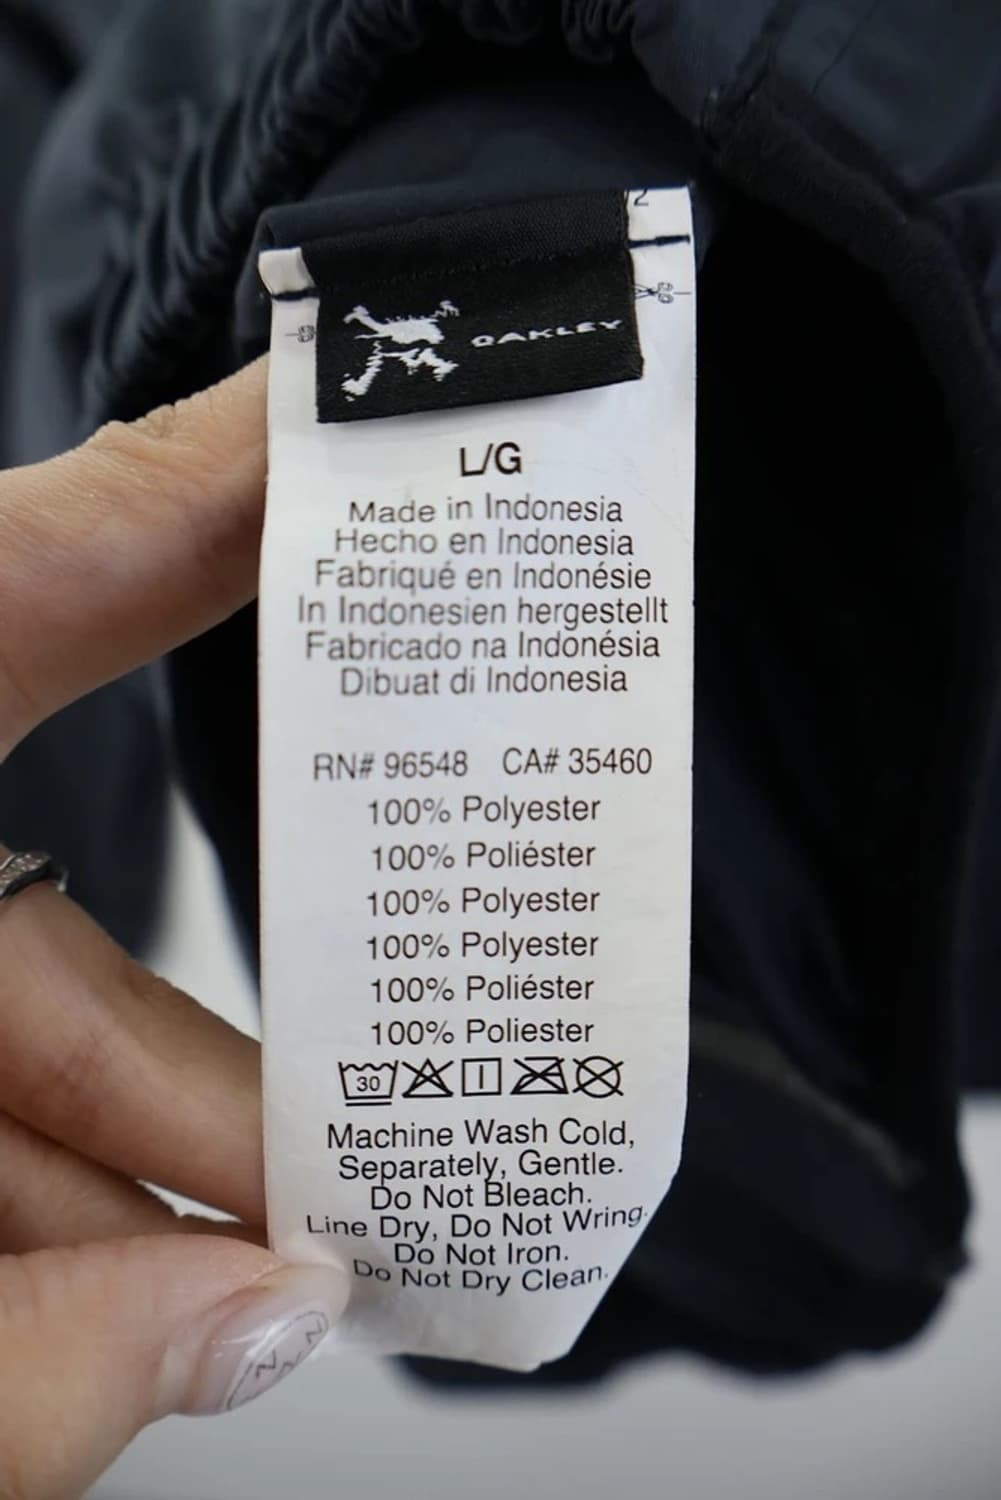 OAKLEY
L/G
Made in Indonesia
Hecho en Indonesia
Fabriqué en Indonésie
In Indonesien hergestellt
Fabricado na Indonésia
Dibuat di Indonesia
RN# 96548 CA# 35460
100% Polyester
100% Poliéster
100% Polyester
100% Polyester
100% Poliéster
100% Poliester
30
Machine Wash Cold,
Separately, Gentle.
Do Not Bleach.
Line Dry, Do Not Wring.
Do Not Iron.
Do Not Dry Clean.